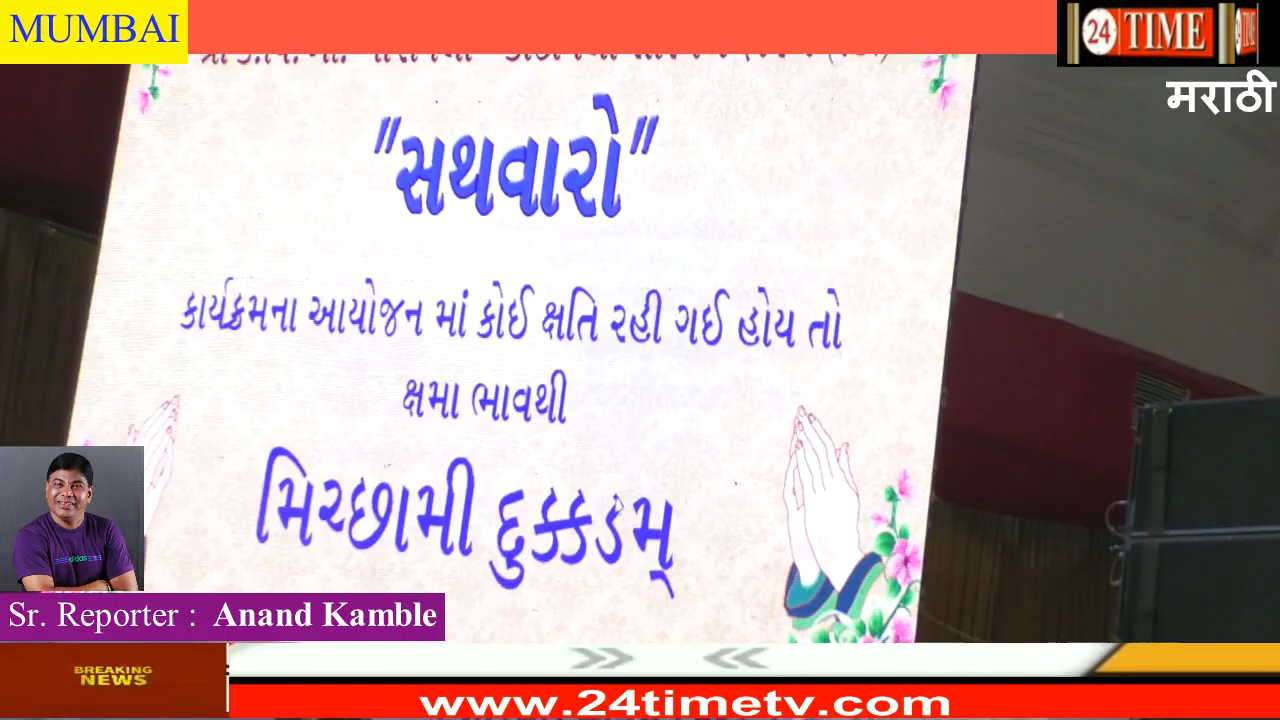 MUMBAI
24 TIME
मराठी
"સથવારો"
કાર્યક્રમના આયોજન માં કોઈ ક્ષતિ રહી ગઈ હોય તો
ક્ષમા ભાવથી
મિચ્છામી દુક્કડમ્
Sr. Reporter : Anand Kamble
BREAKING
NEWS
www.24timetv.com